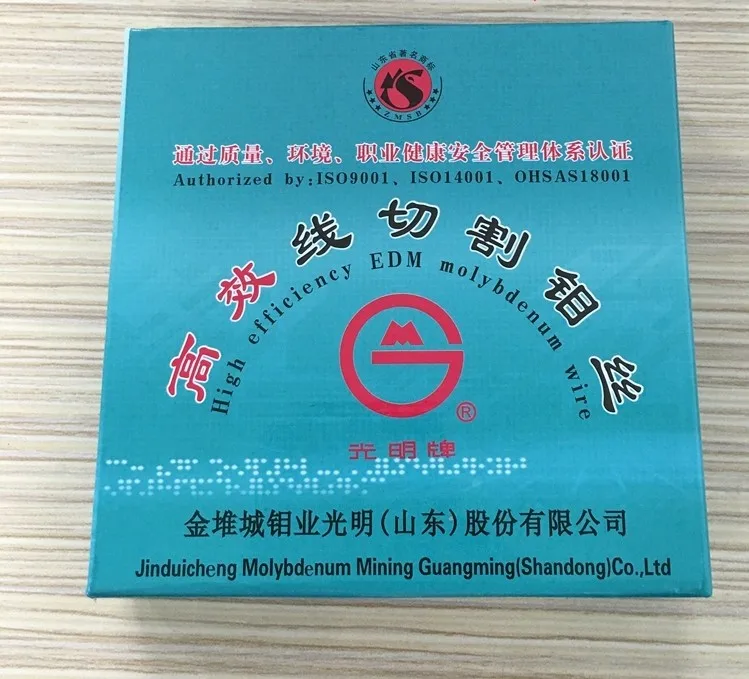 山东省著名商标
ZMSB
通过质量、环境、职业健康安全管理体系认证
Authorized by:ISO9001、ISO14001、OHSAS18001
高效线切割钼丝
High efficiency EDM molybdenum wire
®
光明牌
金堆城钼业光明(山东)股份有限公司
Jinduicheng Molybdenum Mining Guangming(Shandong)Co.,Ltd